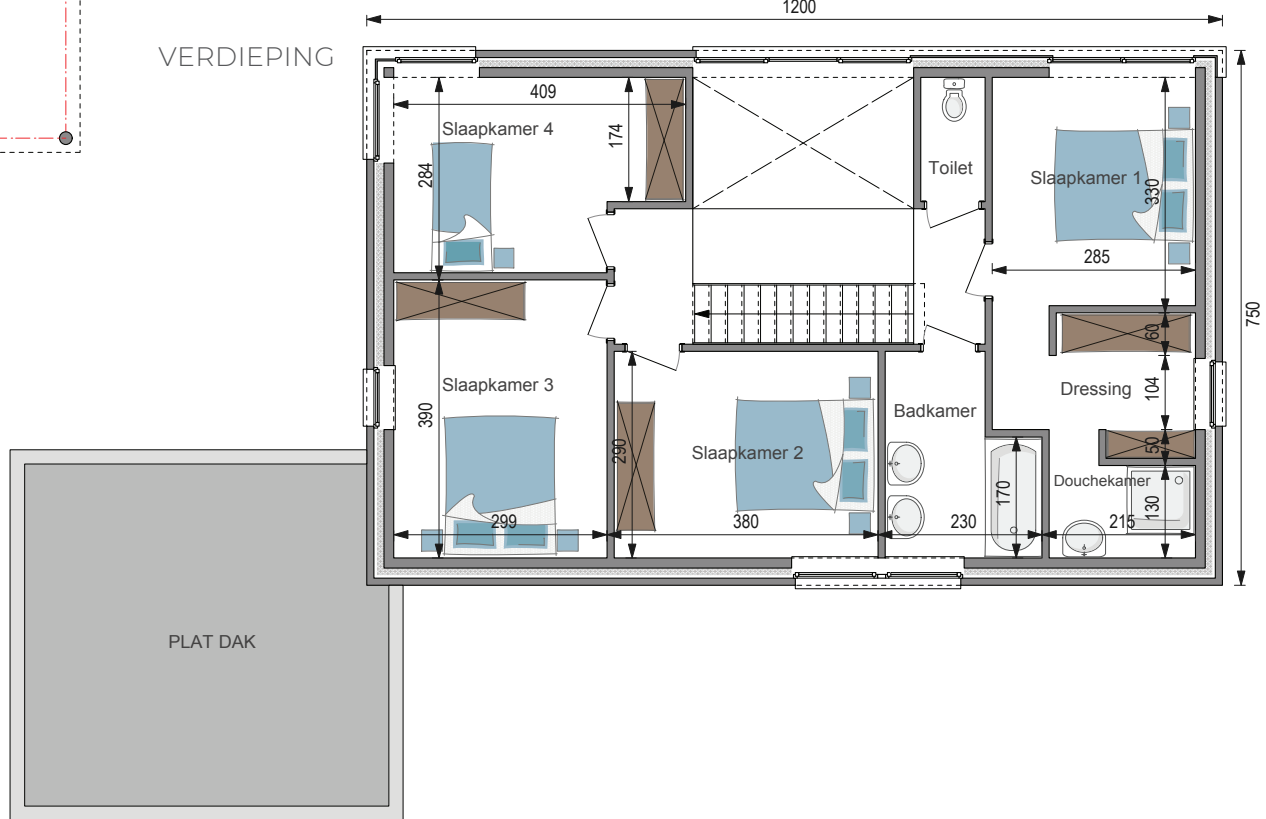 1200
VERDIEPING
409
Slaapkamer 4
174
284
Toilet
Slaapkamer 1
330
285
750
60
Slaapkamer 3
390
Dressing
104
Badkamer
290
Slaapkamer 2
50
Douchekamer
170
130
299
380
230
215
PLAT DAK